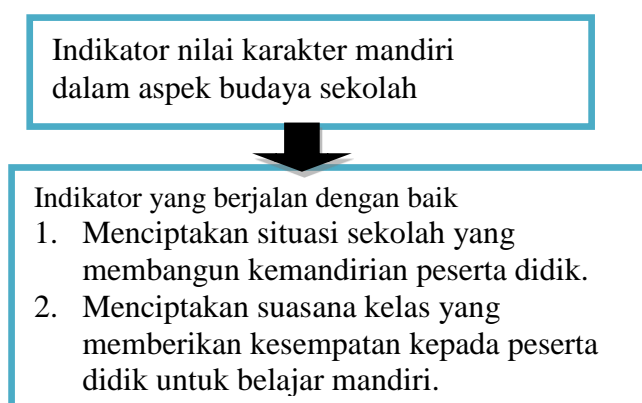 Indikator nilai karakter mandiri
dalam aspek budaya sekolah
Indikator yang berjalan dengan baik
1. Menciptakan situasi sekolah yang
membangun kemandirian peserta didik.
2. Menciptakan suasana kelas yang
memberikan kesempatan kepada peserta
didik untuk belajar mandiri.